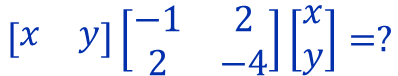 [x y] [−1 2; 2 −4] [x; y] =?